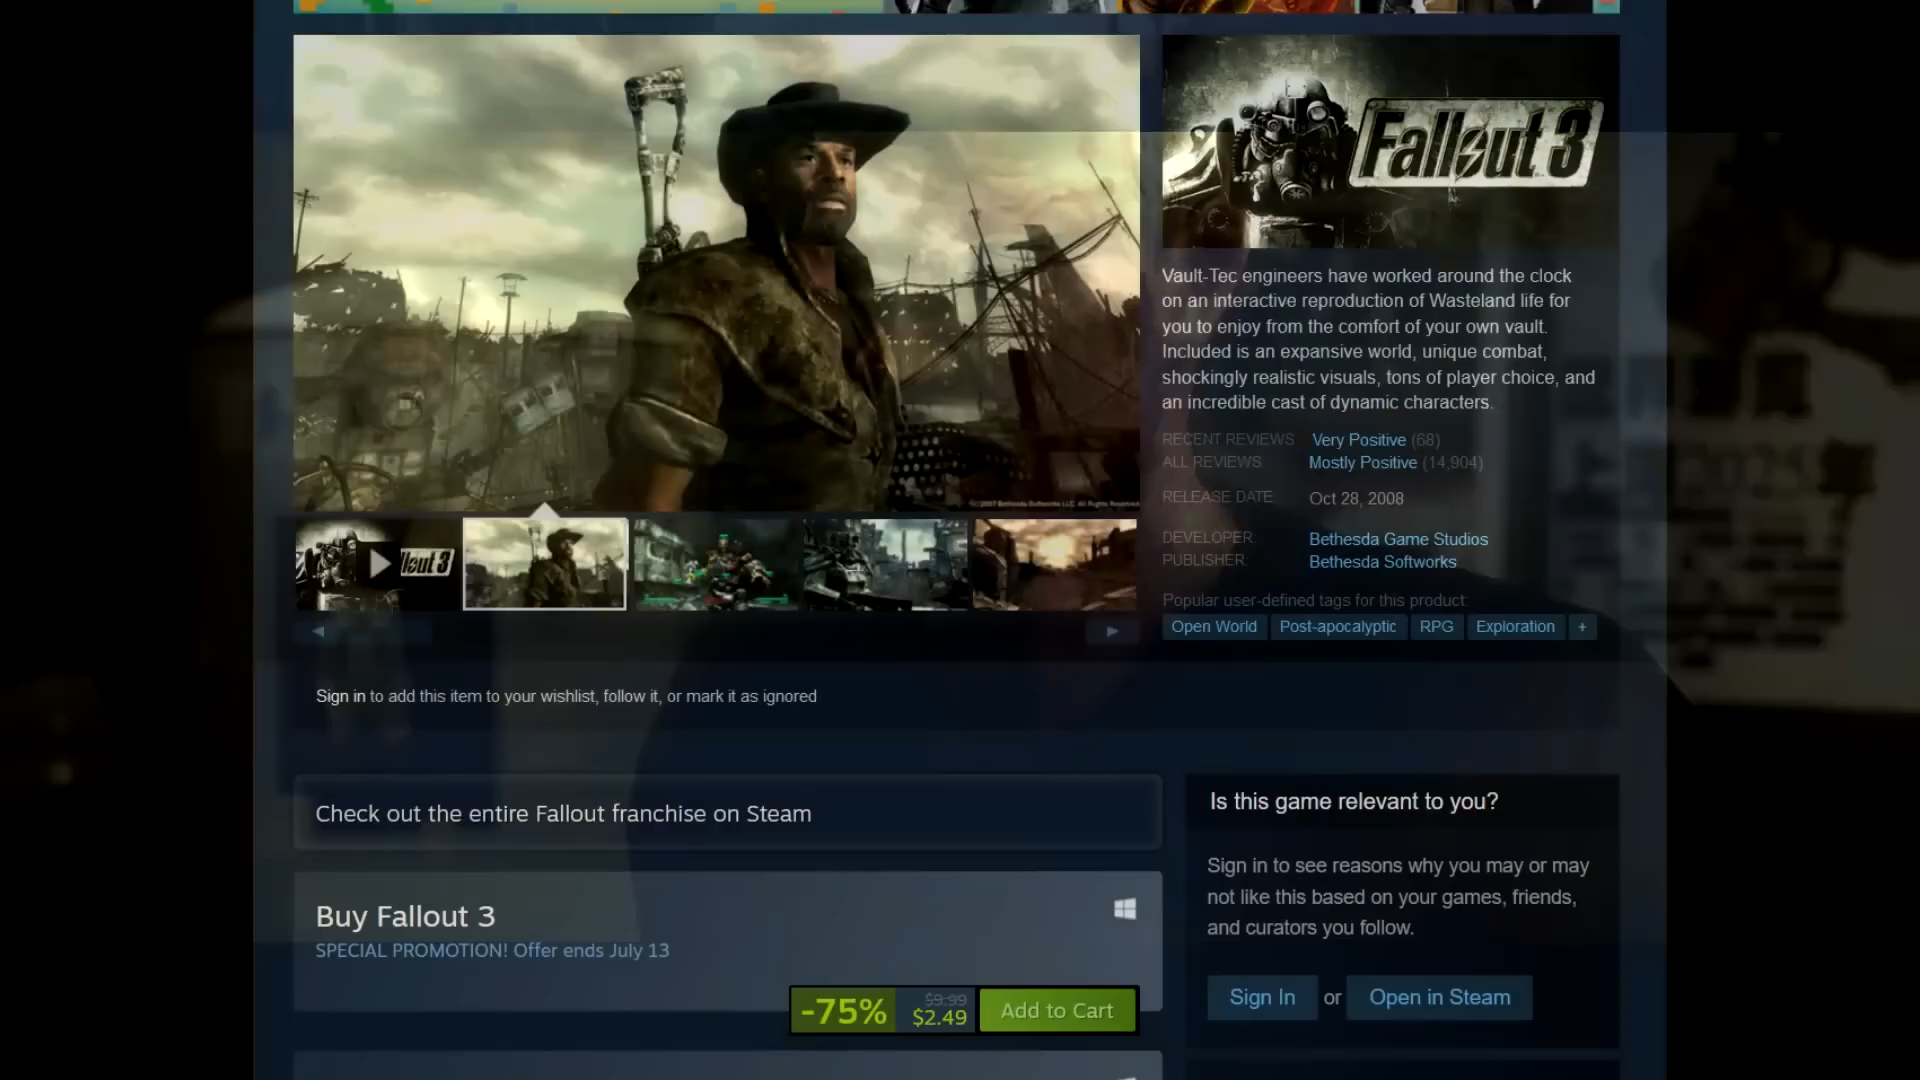 Fallout 3
Vault-Tec engineers have worked around the clock
on an interactive reproduction of Wasteland life for
you to enjoy from the comfort of your own vault.
Included is an expansive world, unique combat,
shockingly realistic visuals, tons of player choice, and
an incredible cast of dynamic characters.
RECENT REVIEWS Very Positive (68)
ALL REVIEWS Mostly Positive (14,904)
RELEASE DATE: Oct 28, 2008
DEVELOPER: Bethesda Game Studios
PUBLISHER: Bethesda Softworks
Popular user-defined tags for this product:
Open World Post-apocalyptic RPG Exploration +
llout 3
Sign in to add this item to your wishlist, follow it, or mark it as ignored
Check out the entire Fallout franchise on Steam
Buy Fallout 3
SPECIAL PROMOTION! Offer ends July 13
-75% $9.99 $2.49 Add to Cart
Is this game relevant to you?
Sign in to see reasons why you may or may
not like this based on your games, friends,
and curators you follow.
Sign In or Open in Steam